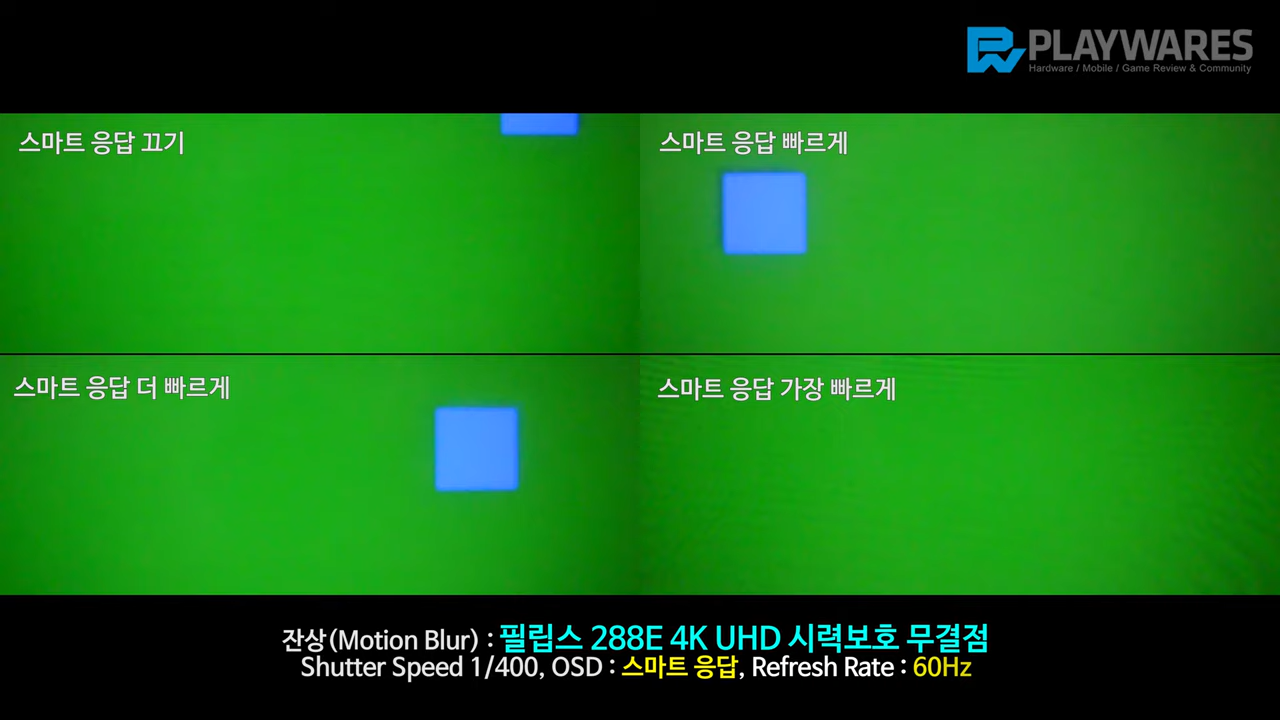 PLAYWARES
Hardware / Mobile / Game Review & Community
스마트 응답 끄기
스마트 응답 빠르게
스마트 응답 더 빠르게
스마트 응답 가장 빠르게
잔상(Motion Blur) : 필립스 288E 4K UHD 시력보호 무결점
Shutter Speed 1/400, OSD : 스마트 응답, Refresh Rate : 60Hz